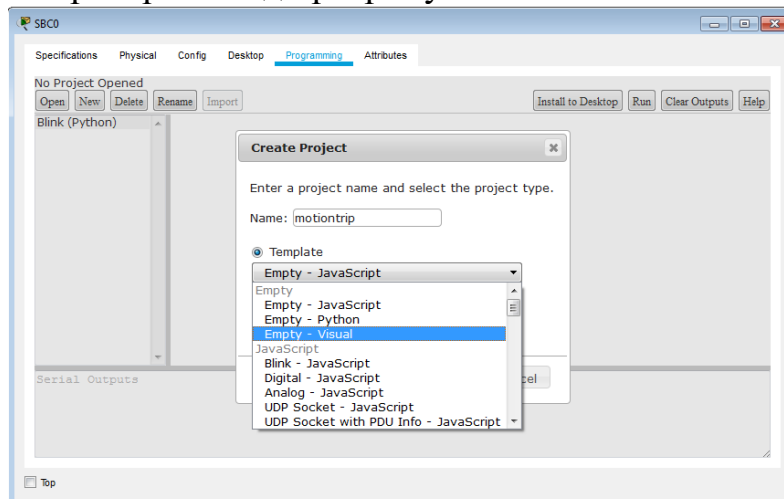 SBC0
Specifications Physical Config Desktop Programming Attributes
No Project Opened
Open New Delete Rename Import Install to Desktop Run Clear Outputs Help
Blink (Python)
Create Project
Enter a project name and select the project type.
Name: motiontrip
Template
Empty - JavaScript
Empty
Empty - JavaScript
Empty - Python
Empty - Visual
JavaScript
Blink - JavaScript
Digital - JavaScript
Analog - JavaScript
UDP Socket - JavaScript
UDP Socket with PDU Info - JavaScript
cel
Serial Outputs
Top